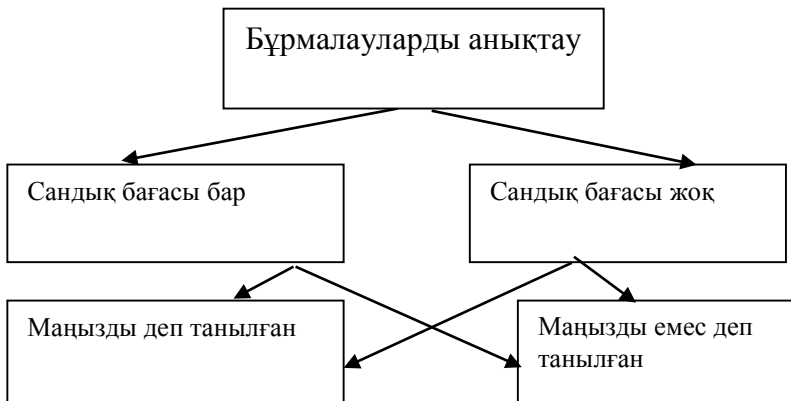 Бұрмалауларды анықтау
Сандық бағасы бар
Сандық бағасы жоқ
Маңызды деп танылған
Маңызды емес деп
танылған